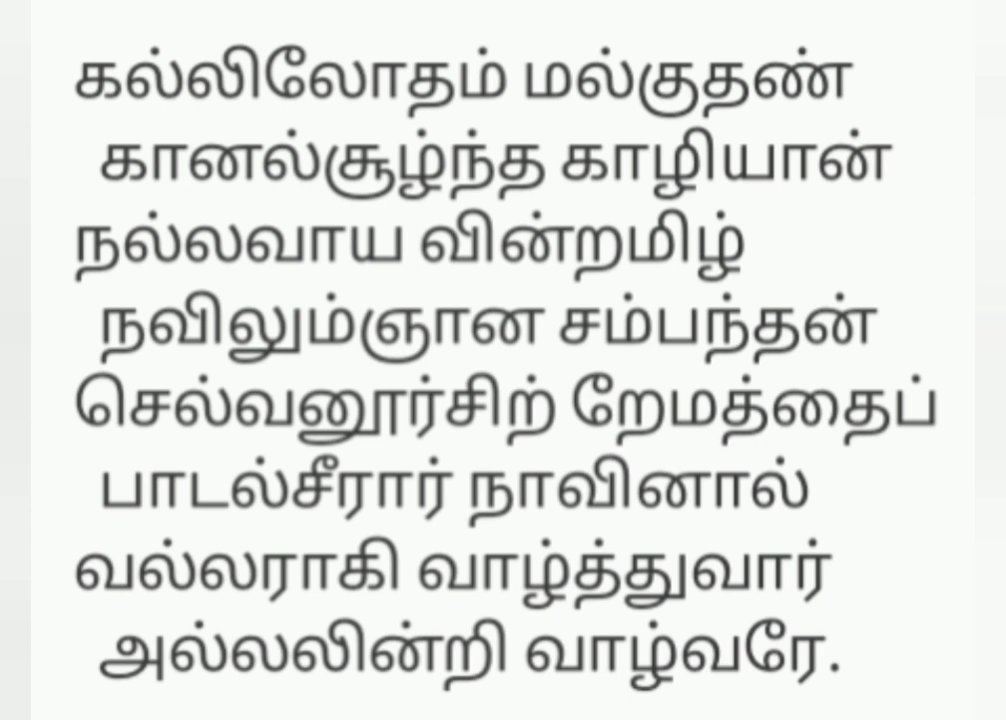 கல்லிலோதம் மல்குதண்
கானல்சூழ்ந்த காழியான்
நல்லவாய வின்றமிழ்
நவிலும்ஞான சம்பந்தன்
செல்வனூர்சிற் றேமத்தைப்
பாடல்சீரார் நாவினால்
வல்லராகி வாழ்த்துவார்
அல்லலின்றி வாழ்வரே.